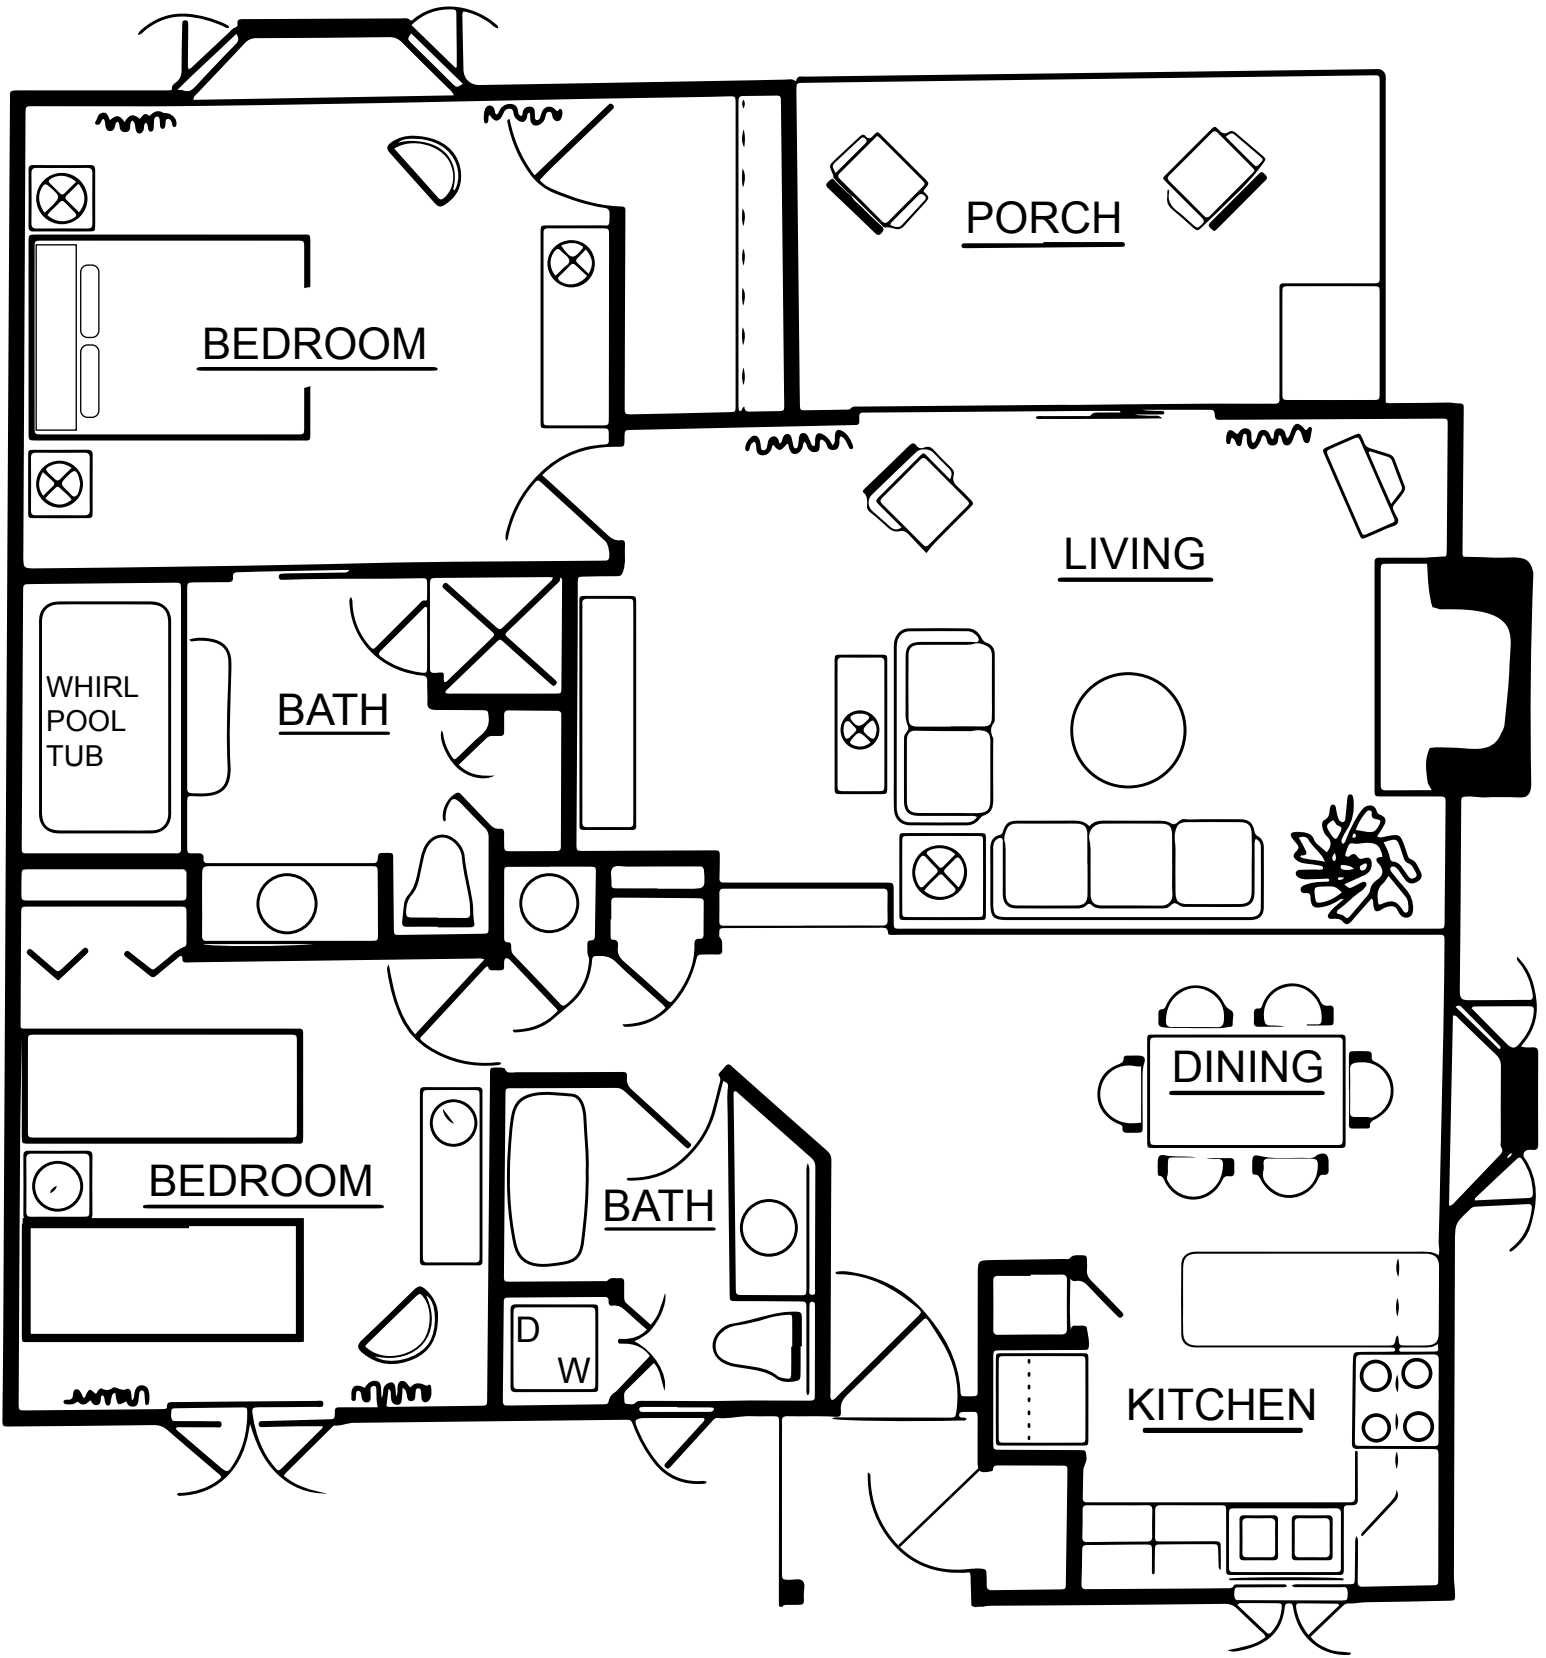 PORCH
BEDROOM
LIVING
WHIRL
POOL
TUB
BATH
DINING
BEDROOM
BATH
D
W
KITCHEN